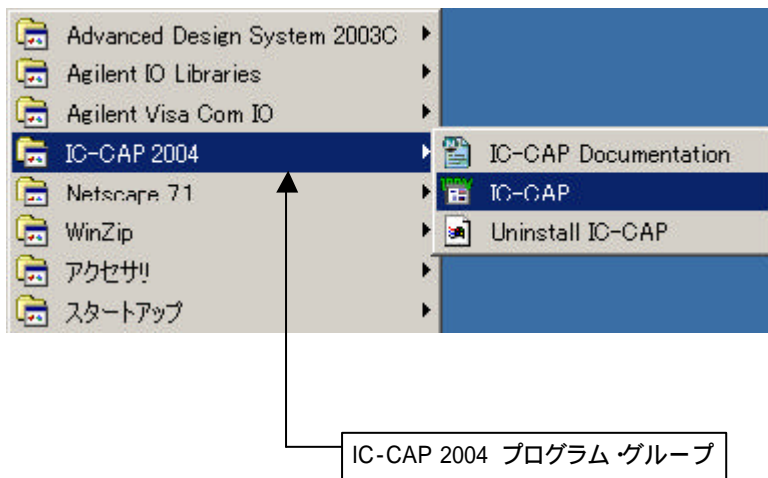 Advanced Design System 2003C
Agilent IO Libraries
Agilent Visa Com IO
IC-CAP 2004
Netscape 7.1
WinZip
アクセサリ
スタートアップ
IC-CAP Documentation
IC-CAP
Uninstall IC-CAP
IC-CAP 2004 プログラム・グループ